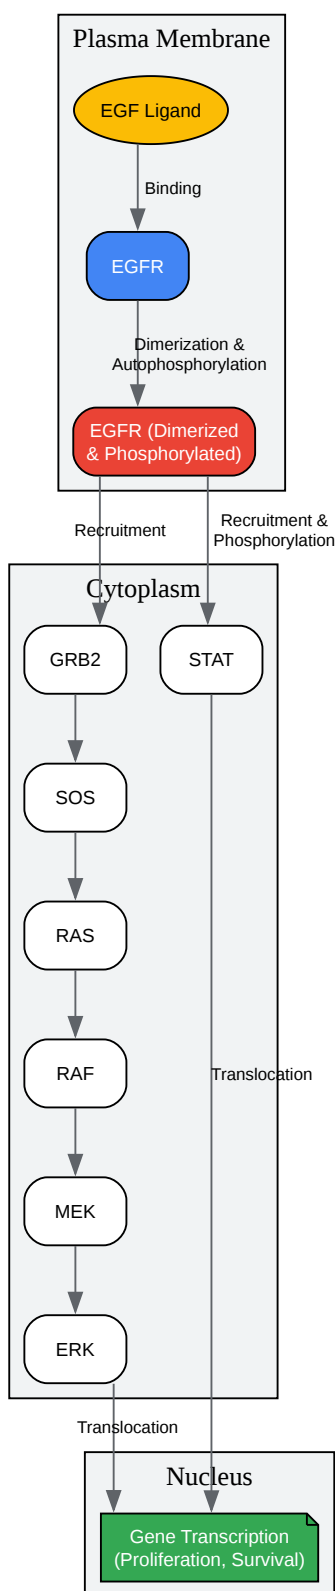 Plasma Membrane
EGF Ligand
Binding
EGFR
Dimerization &
Autophosphorylation
EGFR (Dimerized
& Phosphorylated)
Recruitment
Recruitment &
Phosphorylation
Cytoplasm
GRB2
STAT
SOS
RAS
RAF
Translocation
MEK
ERK
Translocation
Nucleus
Gene Transcription
(Proliferation, Survival)